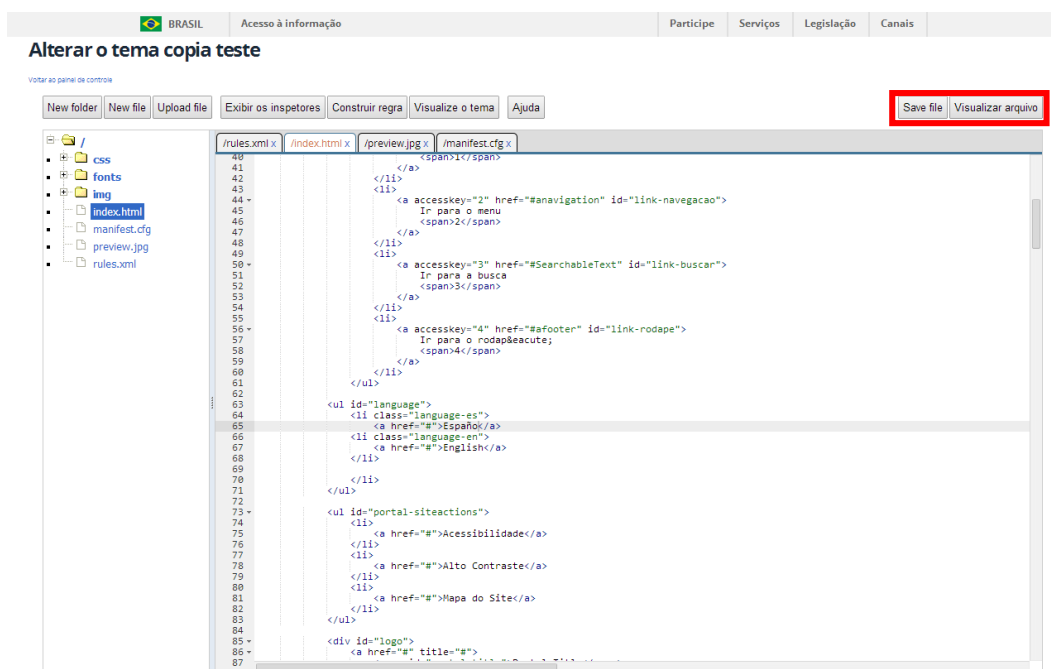 BRASIL Acesso à informação Participe Serviços Legislação Canais
Alterar o tema copia teste
Voltar ao painel de controle
New folder New file Upload file Exibir os inspetores Construir regra Visualize o tema Ajuda Save file Visualizar arquivo
/
css
fonts
img
index.html
manifest.cfg
preview.jpg
rules.xml
/rules.xml x /index.html x /preview.jpg x /manifest.cfg x
40 <span>1</span>
41 </a>
42 </li>
43 <li>
44 <a accesskey="2" href="#anavigation" id="link-navegacao">
45 Ir para o menu
46 <span>2</span>
47 </a>
48 </li>
49 <li>
50 <a accesskey="3" href="#SearchableText" id="link-buscar">
51 Ir para a busca
52 <span>3</span>
53 </a>
54 </li>
55 <li>
56 <a accesskey="4" href="#afooter" id="link-rodape">
57 Ir para o rodap&eacute;
58 <span>4</span>
59 </a>
60 </li>
61 </ul>
62
63 <ul id="language">
64 <li class="language-es">
65 <a href="#">Españo</a>
66 <li class="language-en">
67 <a href="#">English</a>
68 </li>
69
70 </li>
71 </ul>
72
73 <ul id="portal-siteactions">
74 <li>
75 <a href="#">Acessibilidade</a>
76 </li>
77 <li>
78 <a href="#">Alto Contraste</a>
79 </li>
80 <li>
81 <a href="#">Mapa do Site</a>
82 </li>
83 </ul>
84
85 <div id="logo">
86 <a href="#" title="#">
87